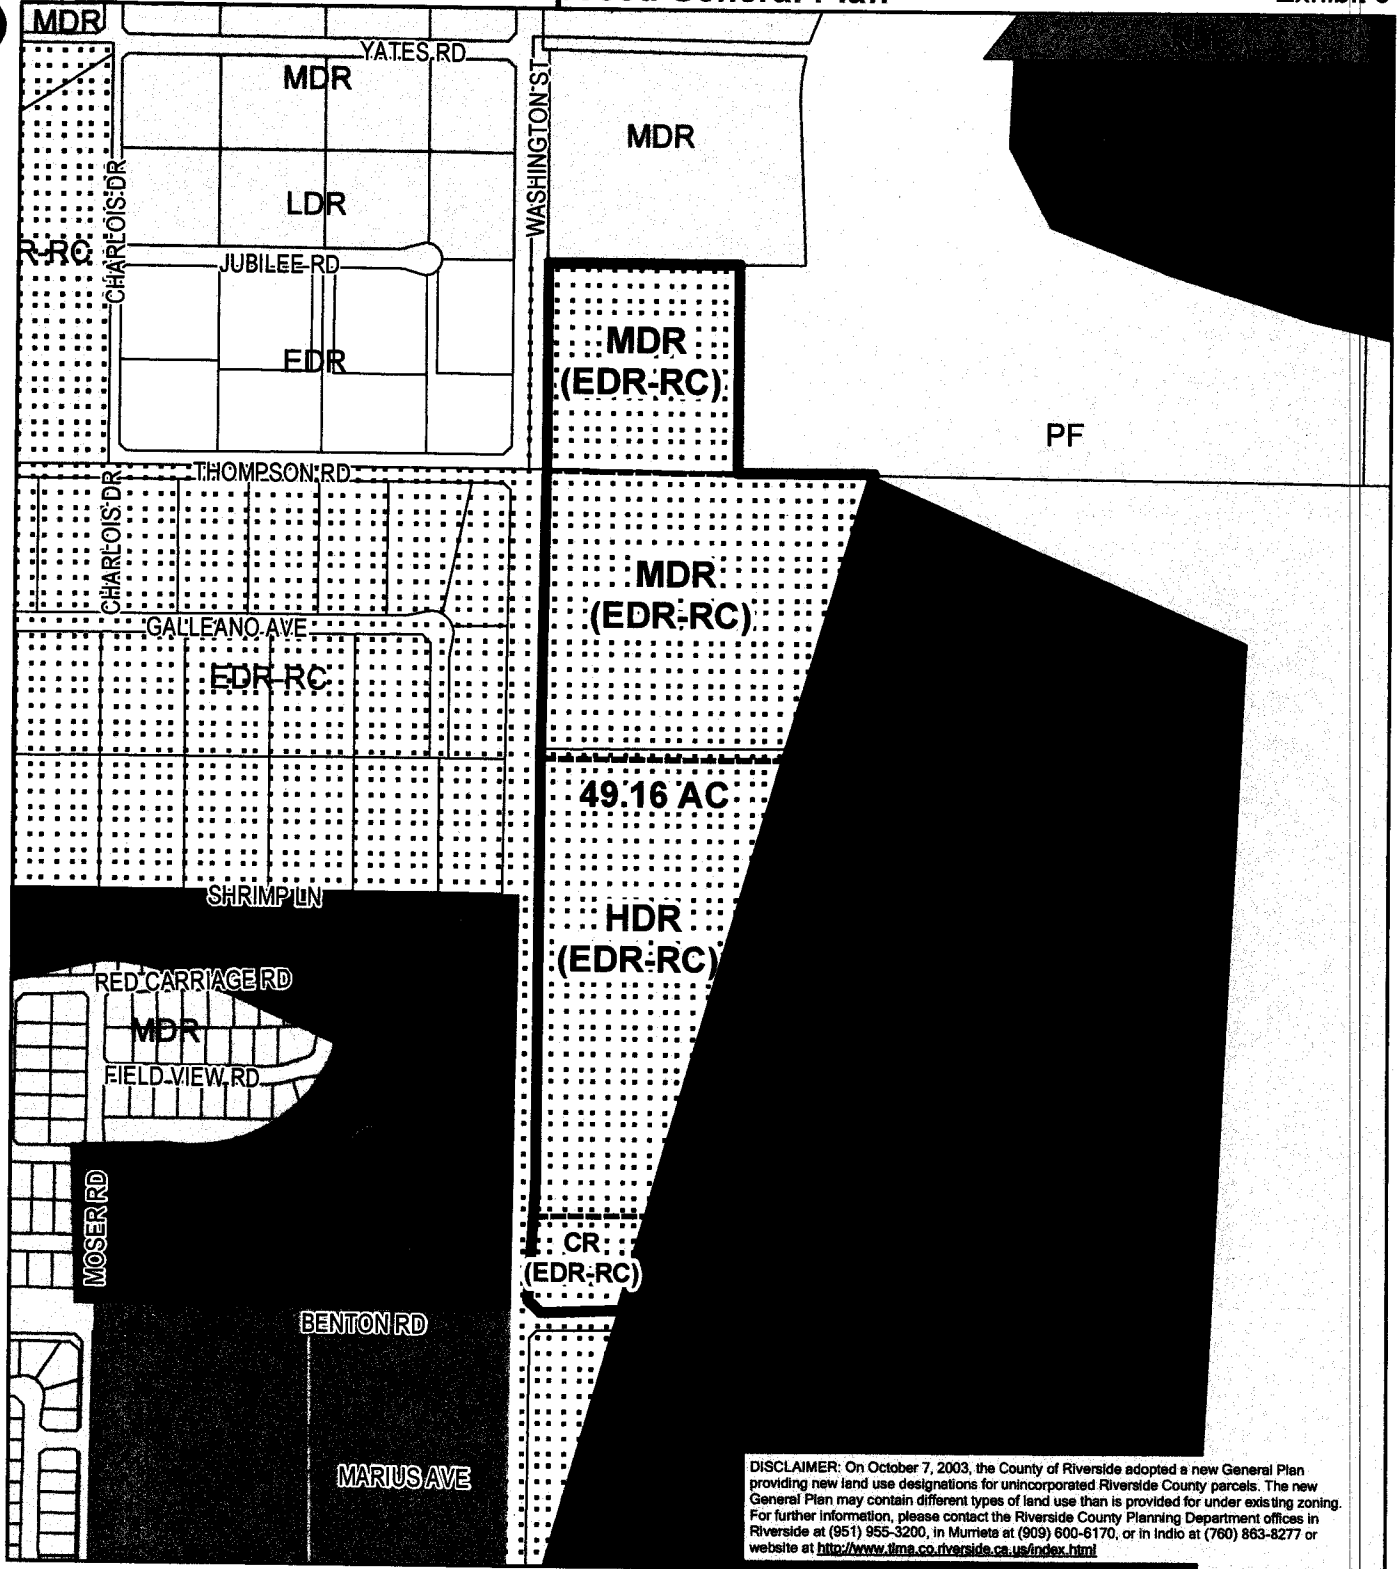 General Plan
MDR
YATES RD
MDR
WASHINGTON ST
MDR
CHARLOIS DR
LDR
R-RC
JUBILEE RD
EDR
MDR
(EDR-RC)
PF
THOMPSON RD
CHARLOIS DR
MDR
(EDR-RC)
GALLEANO AVE
EDR-RC
49.16 AC
SHRIMP LN
HDR
(EDR-RC)
RED CARRIAGE RD
MDR
FIELD VIEW RD
MOSER RD
CR
(EDR-RC)
BENTON RD
MARIUS AVE
DISCLAIMER: On October 7, 2003, the County of Riverside adopted a new General Plan
providing new land use designations for unincorporated Riverside County parcels. The new
General Plan may contain different types of land use than is provided for under existing zoning.
For further information, please contact the Riverside County Planning Department offices in
Riverside at (951) 955-3200, in Murrieta at (909) 600-6170, or in Indio at (760) 863-8277 or
website at http://www.tlma.co.riverside.ca.us/index.html